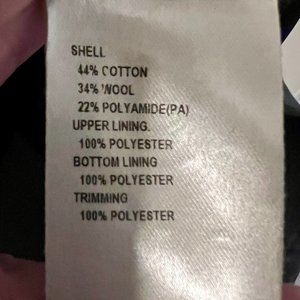 SHELL
44% COTTON
34% WOOL
22% POLYAMIDE(PA)
UPPER LINING.
100% POLYESTER
BOTTOM LINING
100% POLYESTER
TRIMMING
100% POLYESTER